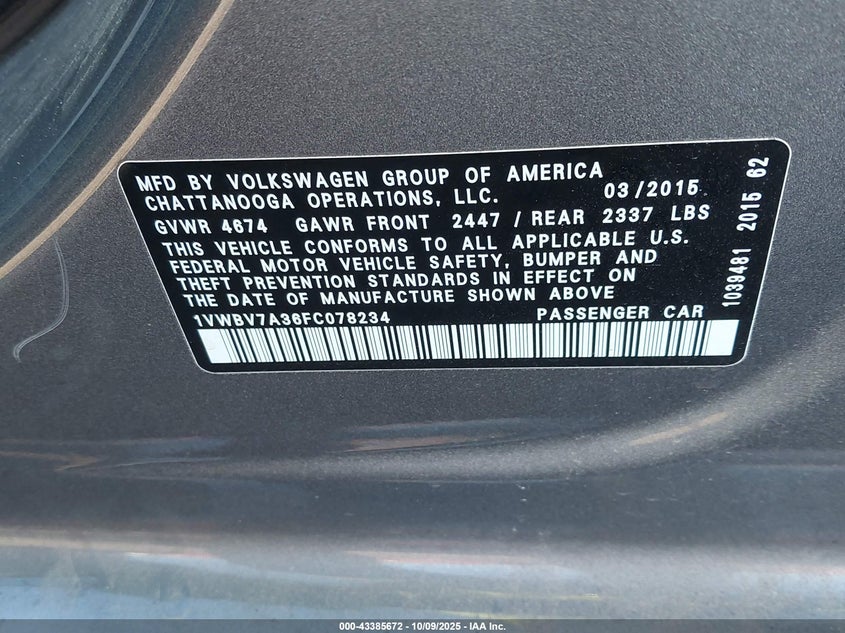 MFD BY VOLKSWAGEN GROUP OF AMERICA
CHATTANOOGA OPERATIONS, LLC. 03/2015
GVWR 4674 GAWR FRONT 2447 / REAR 2337 LBS
THIS VEHICLE CONFORMS TO ALL APPLICABLE U.S.
FEDERAL MOTOR VEHICLE SAFETY, BUMPER AND
THEFT PREVENTION STANDARDS IN EFFECT ON
THE DATE OF MANUFACTURE SHOWN ABOVE
1VWBV7A36FC078234 PASSENGER CAR
1039481 2015 62
000-43385672 - 10/09/2025 - IAA Inc.